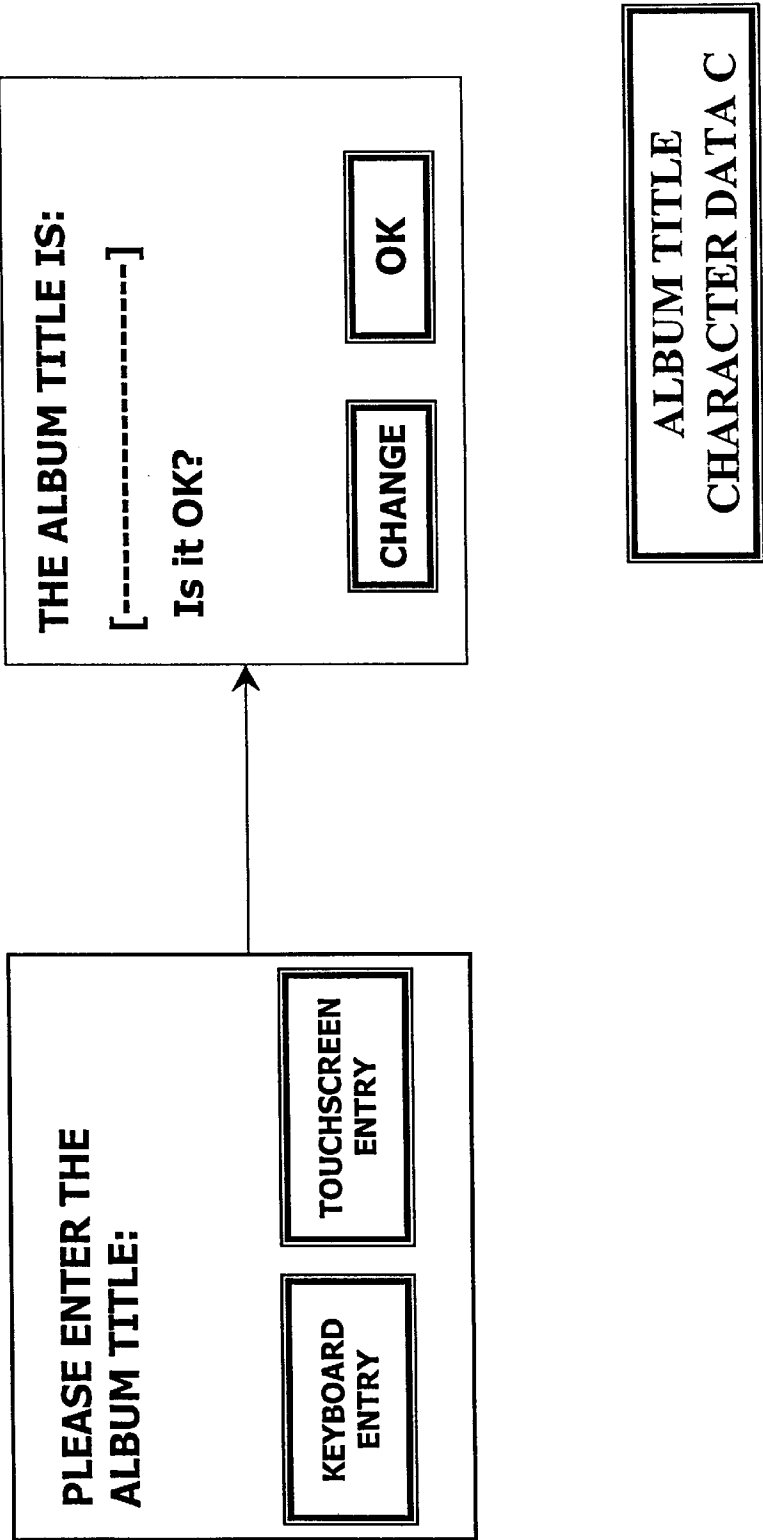 PLEASE ENTER THE
ALBUM TITLE:
KEYBOARD
ENTRY
TOUCHSCREEN
ENTRY
THE ALBUM TITLE IS:
[-----------------------]
Is it OK?
CHANGE
OK
ALBUM TITLE
CHARACTER DATA C